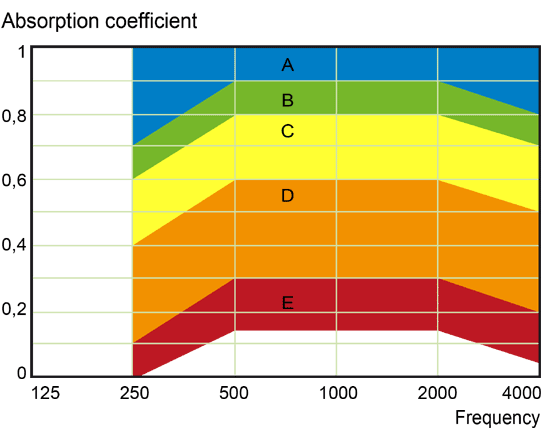 Absorption coefficient
1
A
B
0,8
C
0,6
D
0,4
E
0,2
0
125 250 500 1000 2000 4000
Frequency